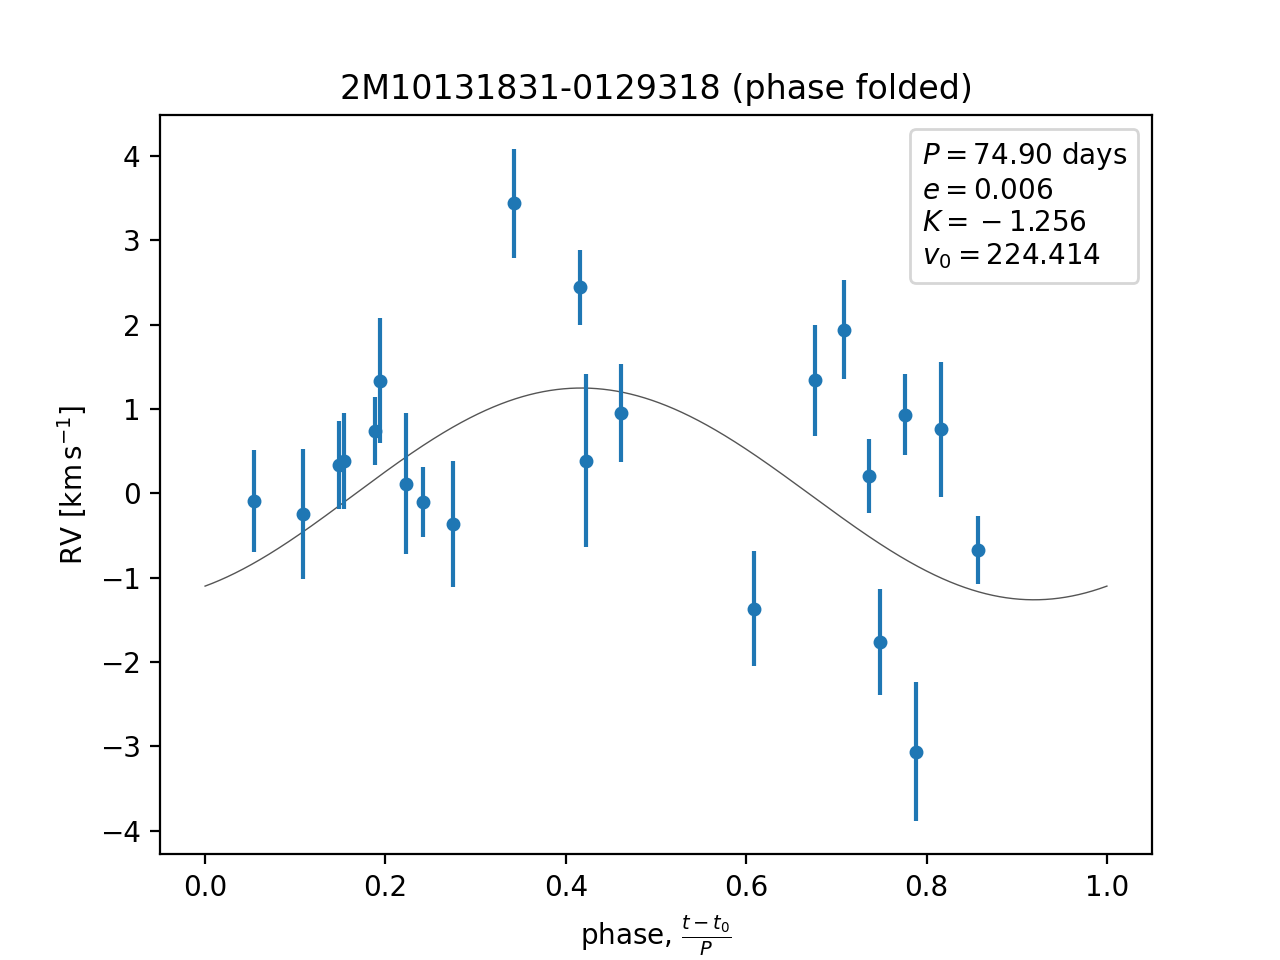 2M10131831-0129318 (phase folded)
P = 74.90 days
e = 0.006
K = −1.256
v₀ = 224.414
4
3
2
1
0
−1
−2
−3
−4
RV [km s⁻¹]
0.0 0.2 0.4 0.6 0.8 1.0
phase, (t − t₀)/P